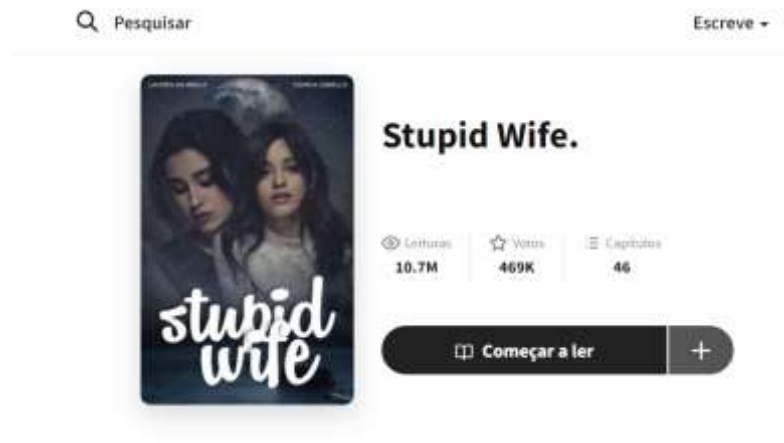 Pesquisar
Escreve
Stupid Wife.
Leituras
Votos
Capítulos
10.7M
469K
46
Começar a ler
stupid
wife